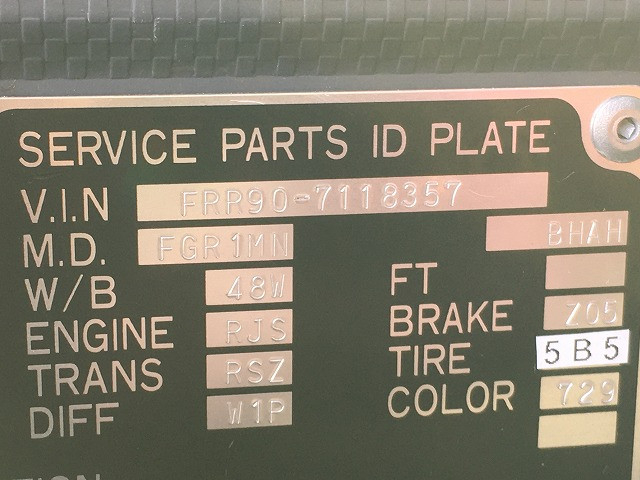 SERVICE PARTS ID PLATE
V.I.N FRR90-7118357
M.D. FGR1MN BHAH
W/B 48W FT
ENGINE RJS BRAKE Z05
TRANS RSZ TIRE 5B5
DIFF W1P COLOR 729